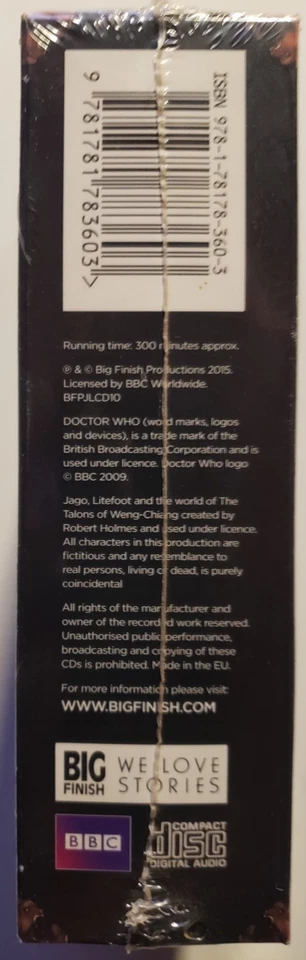 ISBN 978-1-78178-360-3
9 781781 783603 >
Running time: 300 minutes approx.
℗ & © Big Finish Productions 2015.
Licensed by BBC Worldwide.
BFPJLCD10
DOCTOR WHO (word marks, logos
and devices), is a trade mark of the
British Broadcasting Corporation and is
used under licence. Doctor Who logo
© BBC 2009.
Jago, Litefoot and the world of The
Talons of Weng-Chiang created by
Robert Holmes and used under licence.
All characters in this production are
fictitious and any resemblance to
real persons, living or dead, is purely
coincidental
All rights of the manufacturer and
owner of the recorded work reserved.
Unauthorised public performance,
broadcasting and copying of these
CDs is prohibited. Made in the EU.
For more information please visit:
WWW.BIGFINISH.COM
BIG
FINISH
WE LOVE
STORIES
BBC
COMPACT
disc
DIGITAL AUDIO